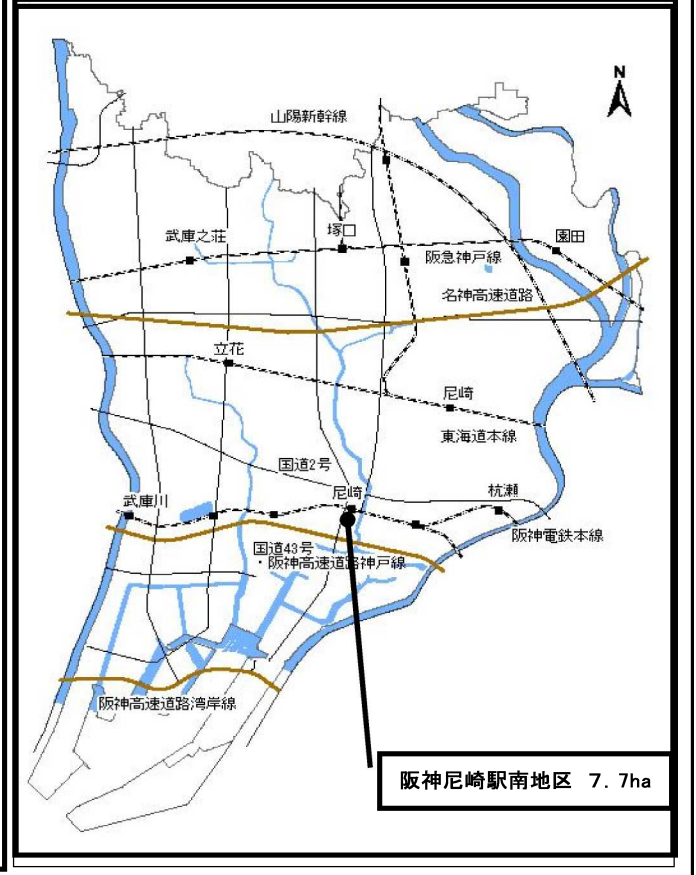 N
山陽新幹線
武庫之荘
塚口
園田
阪急神戸線
名神高速道路
立花
尼崎
東海道本線
国道2号
尼崎
杭瀬
武庫川
阪神電鉄本線
国道43号
・阪神高速道路神戸線
阪神高速道路湾岸線
阪神尼崎駅南地区 7.7ha